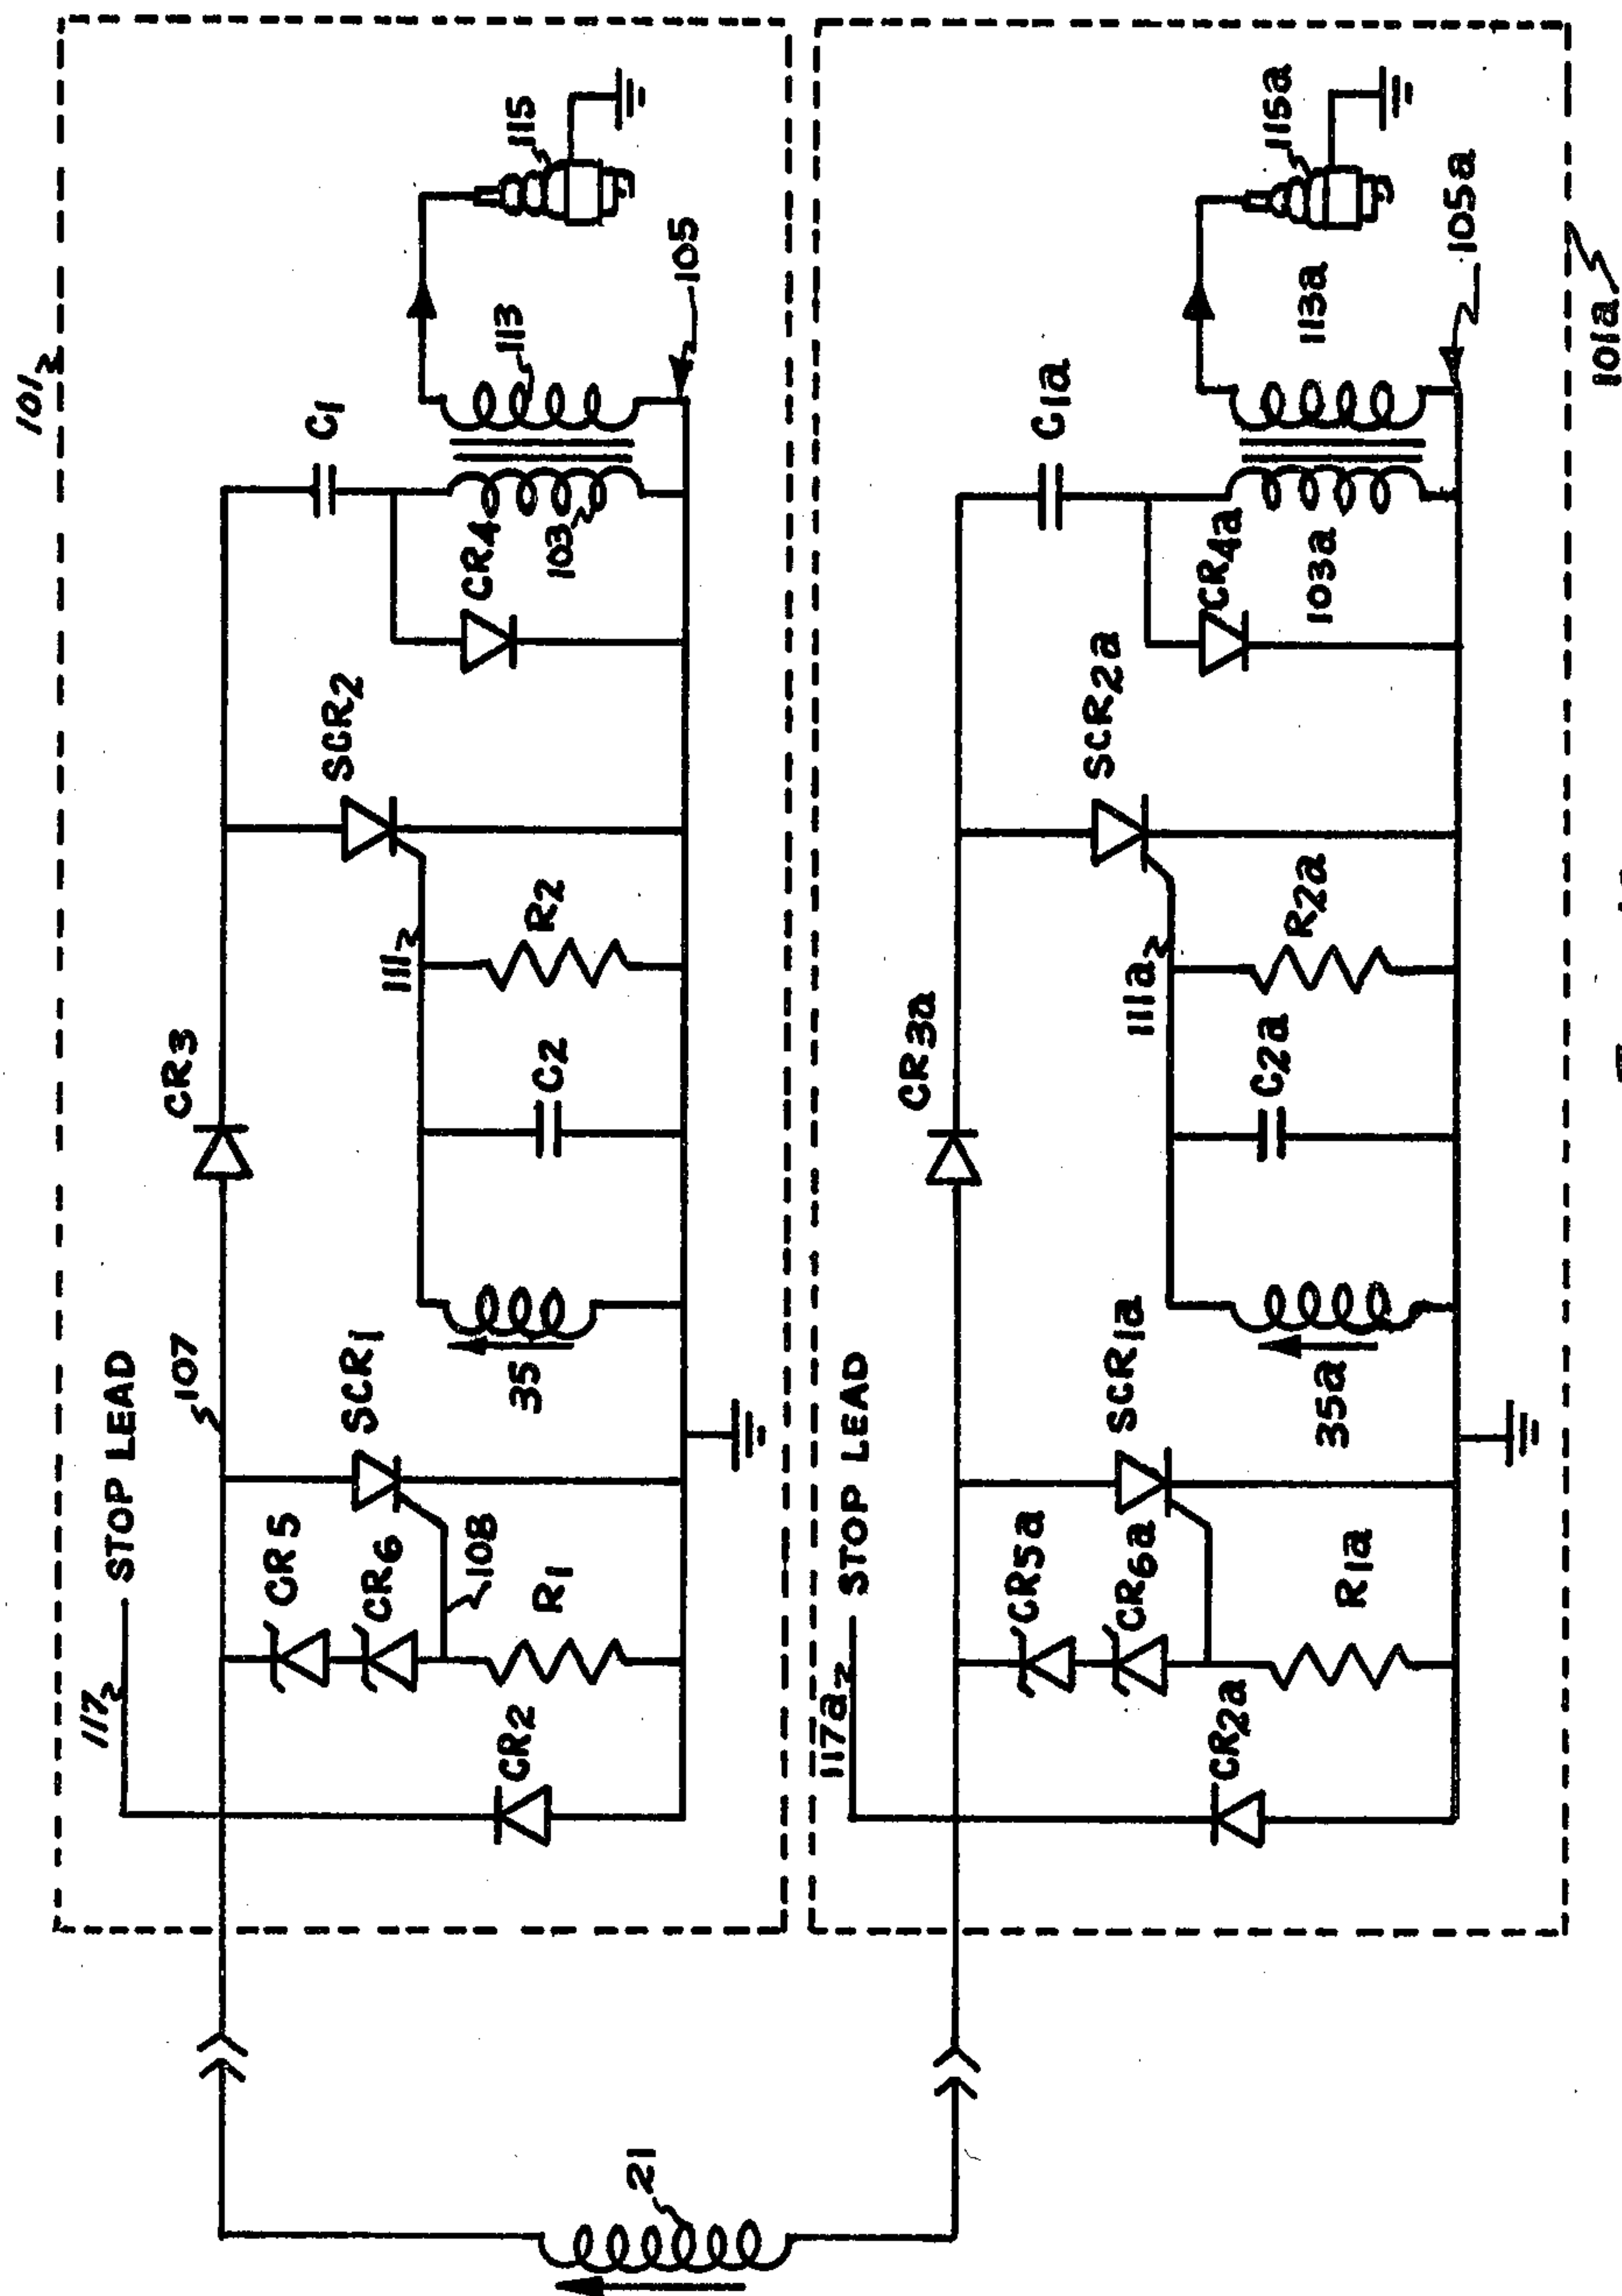 101
C1
115
113
105
103
CR4
SCR2
R2
111
C2
CR3
107
STOP LEAD
SCR1
35
108
CR5
CR6
R1
117
CR2
101a
C1a
115a
113a
105a
103a
CR4a
SCR2a
R2a
111a
C2a
CR3a
STOP LEAD
SCR1a
35a
CR5a
CR6a
R1a
117a
CR2a
21